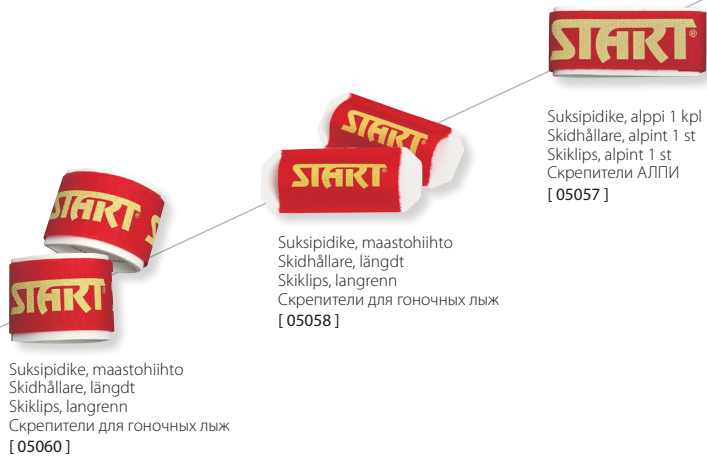 START®
Suksipidike, alppi 1 kpl
Skidhållare, alpint 1 st
Skiklips, alpint 1 st
Скрепители АЛПИ
[ 05057 ]
START
START
Suksipidike, maastohiihto
Skidhållare, längdt
Skiklips, langrenn
Скрепители для гоночных лыж
[ 05058 ]
START
START
Suksipidike, maastohiihto
Skidhållare, längdt
Skiklips, langrenn
Скрепители для гоночных лыж
[ 05060 ]